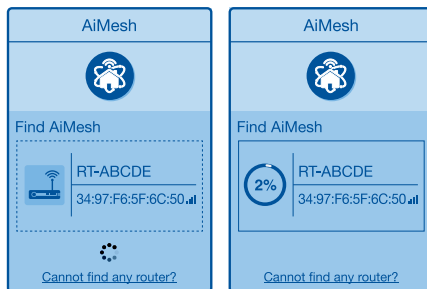 AiMesh
Find AiMesh
RT-ABCDE
34:97:F6:5F:6C:50
Cannot find any router?
AiMesh
Find AiMesh
2%
RT-ABCDE
34:97:F6:5F:6C:50
Cannot find any router?